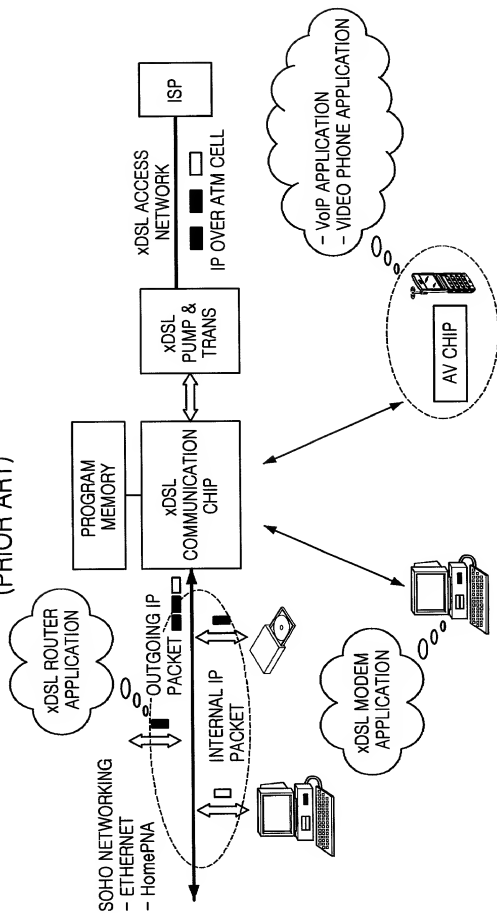 (PRIOR ART)
SOHO NETWORKING
- ETHERNET
- HomePNA
xDSL ROUTER
APPLICATION
OUTGOING IP
PACKET
INTERNAL IP
PACKET
PROGRAM
MEMORY
xDSL
COMMUNICATION
CHIP
xDSL
PUMP &
TRANS
xDSL ACCESS
NETWORK
IP OVER ATM CELL
ISP
xDSL MODEM
APPLICATION
AV CHIP
- VoIP APPLICATION
- VIDEO PHONE APPLICATION